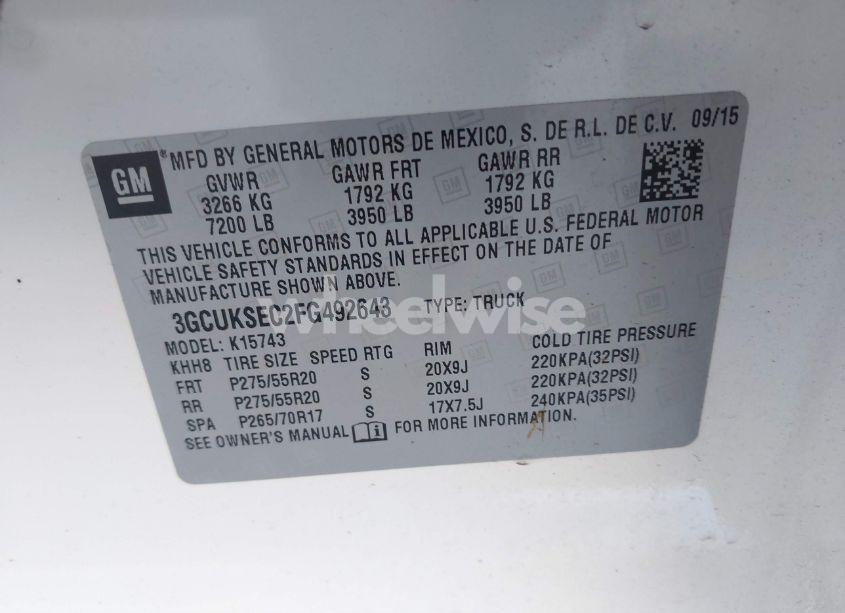 GM
®MFD BY GENERAL MOTORS DE MEXICO, S. DE R.L. DE C.V. 09/15
GVWR GAWR FRT GAWR RR
3266 KG 1792 KG 1792 KG
7200 LB 3950 LB 3950 LB
THIS VEHICLE CONFORMS TO ALL APPLICABLE U.S. FEDERAL MOTOR
VEHICLE SAFETY STANDARDS IN EFFECT ON THE DATE OF
MANUFACTURE SHOWN ABOVE.
3GCUKSEC2FG492643 TYPE: TRUCK
MODEL: K15743
KHH8 TIRE SIZE SPEED RTG RIM COLD TIRE PRESSURE
FRT P275/55R20 S 20X9J 220KPA(32PSI)
RR P275/55R20 S 20X9J 220KPA(32PSI)
SPA P265/70R17 S 17X7.5J 240KPA(35PSI)
SEE OWNER'S MANUAL FOR MORE INFORMATION.
wheelwise